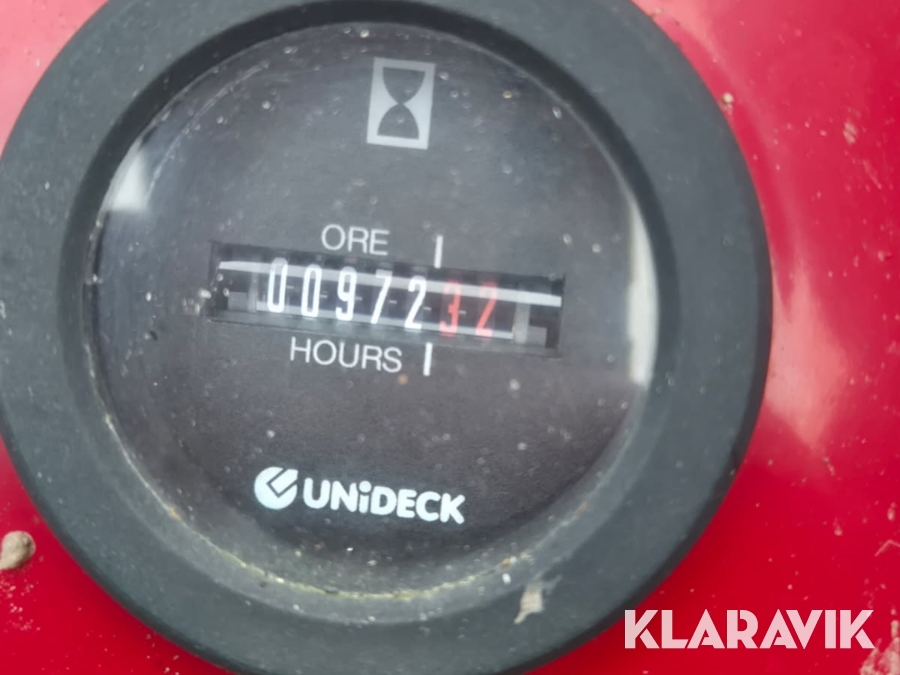 ORE
0097232
HOURS
UNiDECK
KLARAVIK